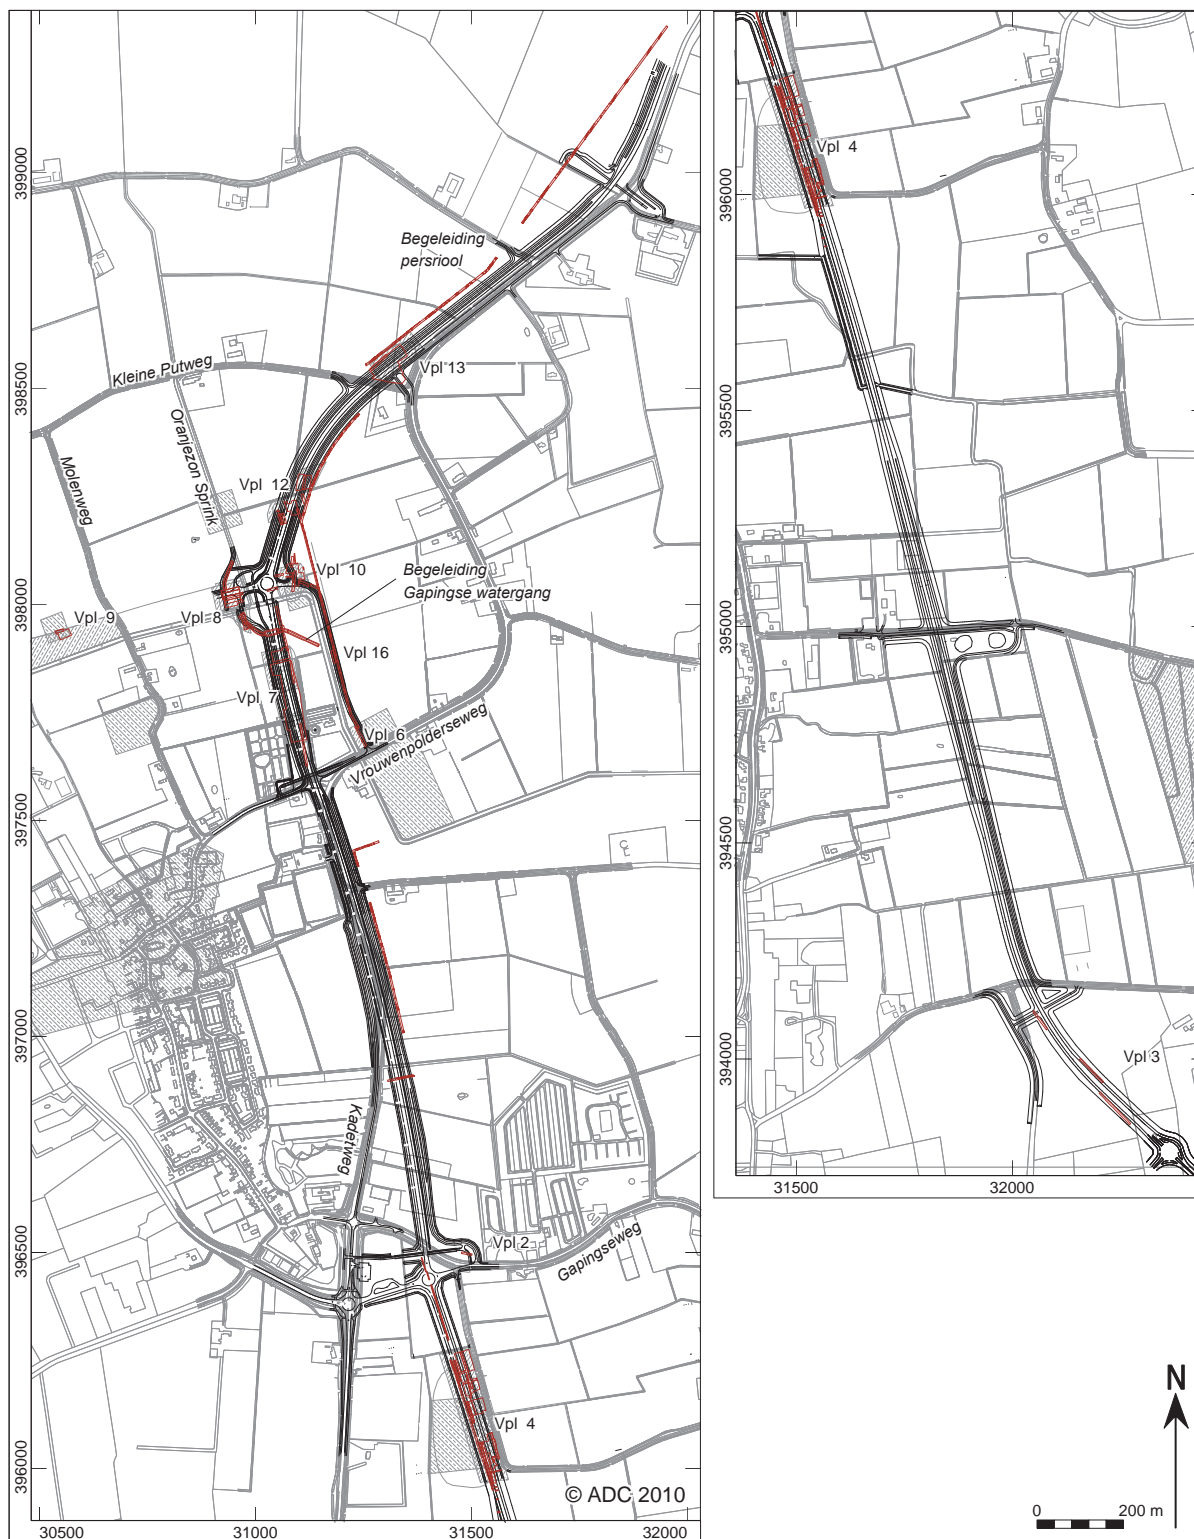 399000
398500
398000
397500
397000
396500
396000
30500
31000
31500
32000
Begeleiding
persriool
Vpl 13
Kleine Putweg
Oranjezon Sprink
Molenweg
Vpl 12
Vpl 10
Begeleiding
Gapingse watergang
Vpl 9
Vpl 8
Vpl 16
Vpl 7
Vpl 6
Vrouwenpolderseweg
Kadetweg
Vpl 2
Gapingseweg
Vpl 4
© ADC 2010
396000
395500
395000
394500
394000
31500
32000
Vpl 4
Vpl 3
N
0 200 m